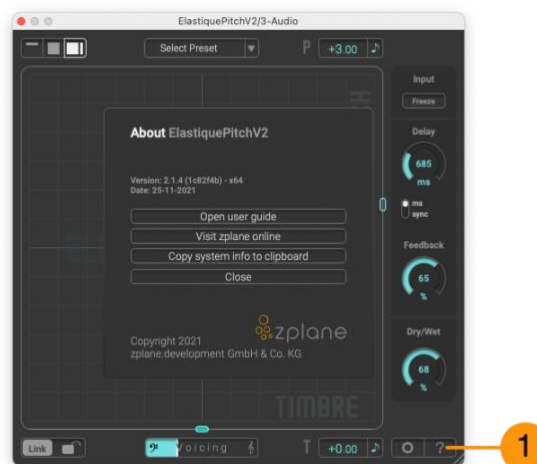 ElastiquePitchV2/3-Audio
Select Preset
P +3.00
Input
Freeze
About ElastiquePitchV2
Delay
685
ms
Version: 2.1.4 (1c82f4b) - x64
Date: 25-11-2021
ms
sync
Open user guide
Visit zplane online
Copy system info to clipboard
Close
Feedback
65
%
zplane
Copyright 2021
zplane.development GmbH & Co. KG
Dry/Wet
68
%
TIMBRE
Link
Voicing
T +0.00
?
1